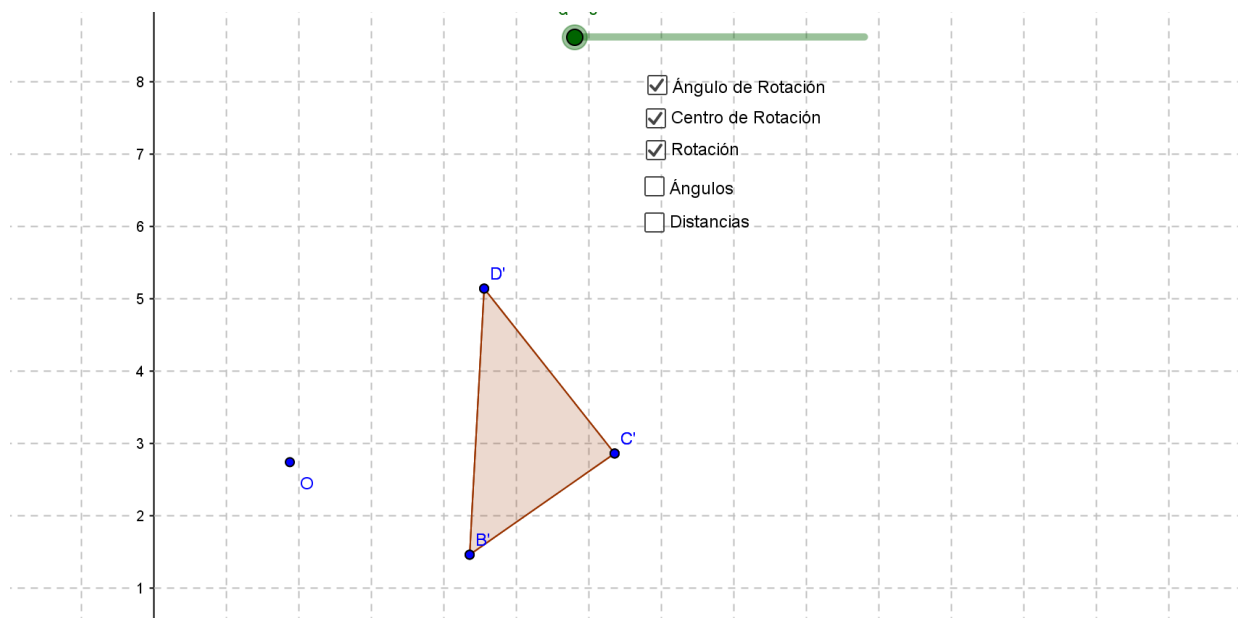 8
Ángulo de Rotación
Centro de Rotación
7
Rotación
Ángulos
6
Distancias
D'
5
4
3
C'
O
2
B'
1